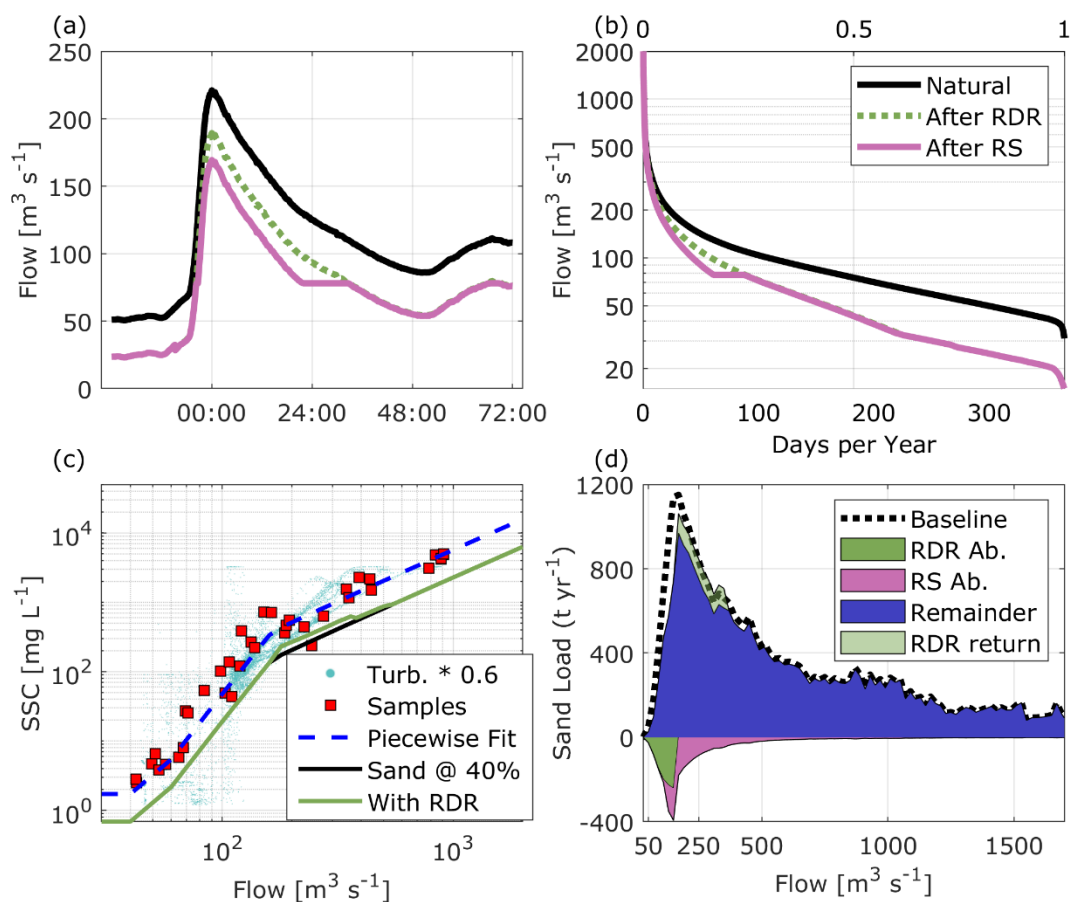 (a)
250
200
150
100
50
0
Flow [m³ s⁻¹]
00:00 24:00 48:00 72:00
(b)
0 0.5 1
2000
1000
500
200
100
50
20
Flow [m³ s⁻¹]
Natural
After RDR
After RS
0 100 200 300
Days per Year
(c)
10⁴
10²
10⁰
SSC [mg L⁻¹]
Turb. * 0.6
Samples
Piecewise Fit
Sand @ 40%
With RDR
10² 10³
Flow [m³ s⁻¹]
(d)
1200
800
400
0
-400
Sand Load (t yr⁻¹)
Baseline
RDR Ab.
RS Ab.
Remainder
RDR return
50 250 500 1000 1500
Flow [m³ s⁻¹]